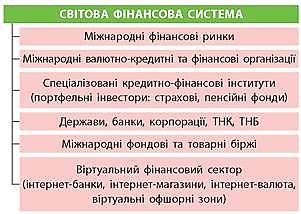 СВІТОВА ФІНАНСОВА СИСТЕМА
Міжнародні фінансові ринки
Міжнародні валютно-кредитні та фінансові організації
Спеціалізовані кредитно-фінансові інститути
(портфельні інвестори: страхові, пенсійні фонди)
Держави, банки, корпорації, ТНК, ТНБ
Міжнародні фондові та товарні біржі
Віртуальний фінансовий сектор
(інтернет-банки, інтернет-магазини, інтернет-валюта,
віртуальні офшорні зони)